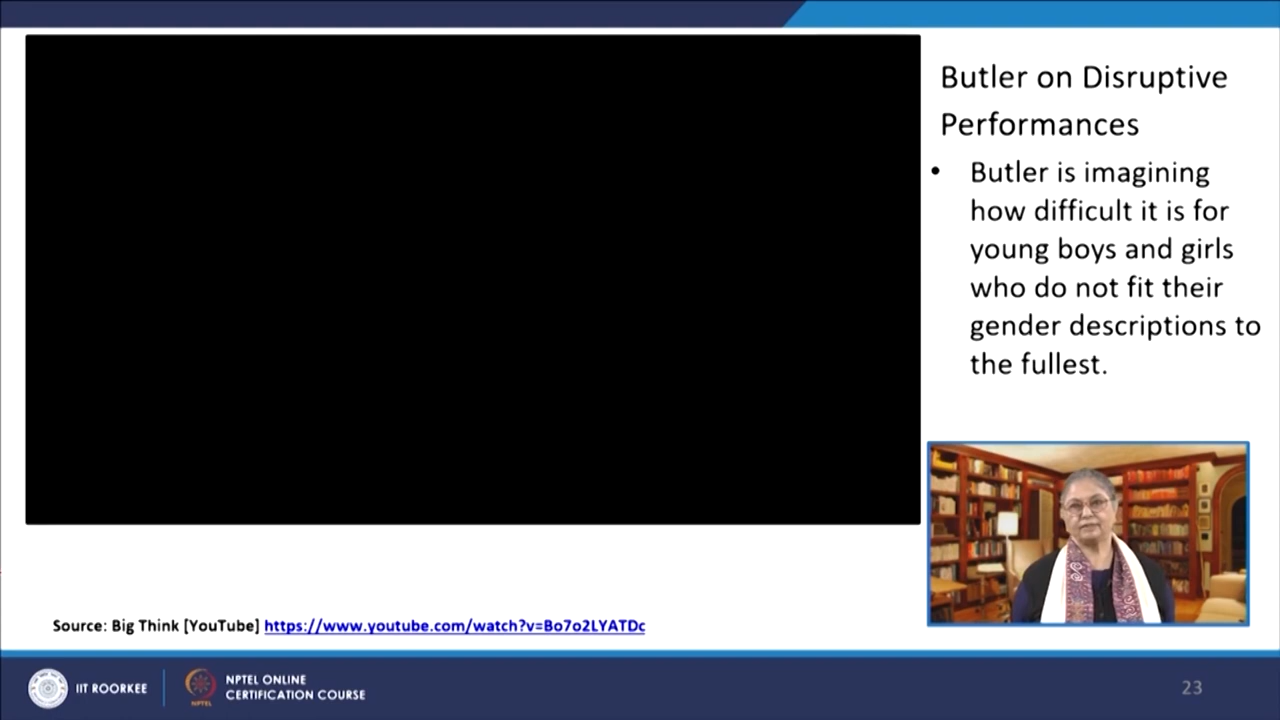 Butler on Disruptive
Performances
• Butler is imagining
how difficult it is for
young boys and girls
who do not fit their
gender descriptions to
the fullest.
Source: Big Think [YouTube] https://www.youtube.com/watch?v=Bo7o2LYATDc
IIT ROORKEE
NPTEL
NPTEL ONLINE
CERTIFICATION COURSE
23